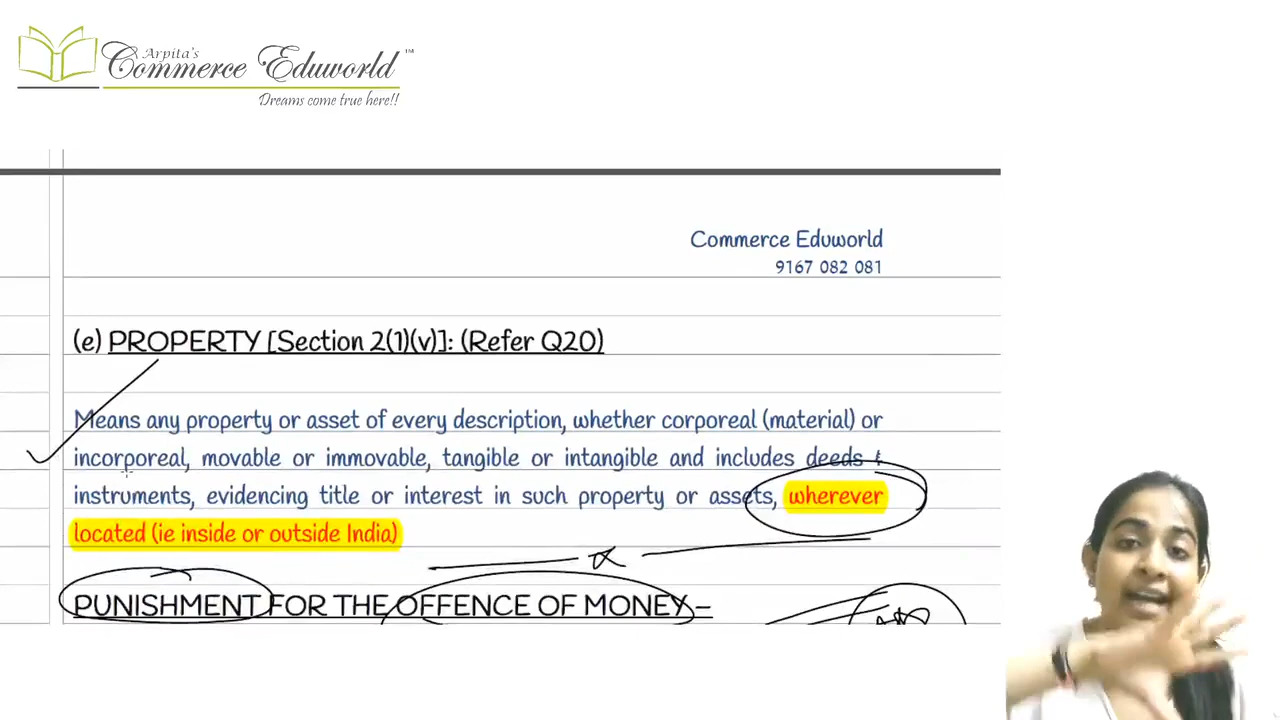 Arpita's
Commerce Eduworld™
Dreams come true here!!
Commerce Eduworld
9167 082 081
(e) PROPERTY [Section 2(1)(v)]: (Refer Q20)
Means any property or asset of every description, whether corporeal (material) or
incorporeal, movable or immovable, tangible or intangible and includes deeds &
instruments, evidencing title or interest in such property or assets, wherever
located (ie inside or outside India)
PUNISHMENT FOR THE OFFENCE OF MONEY –